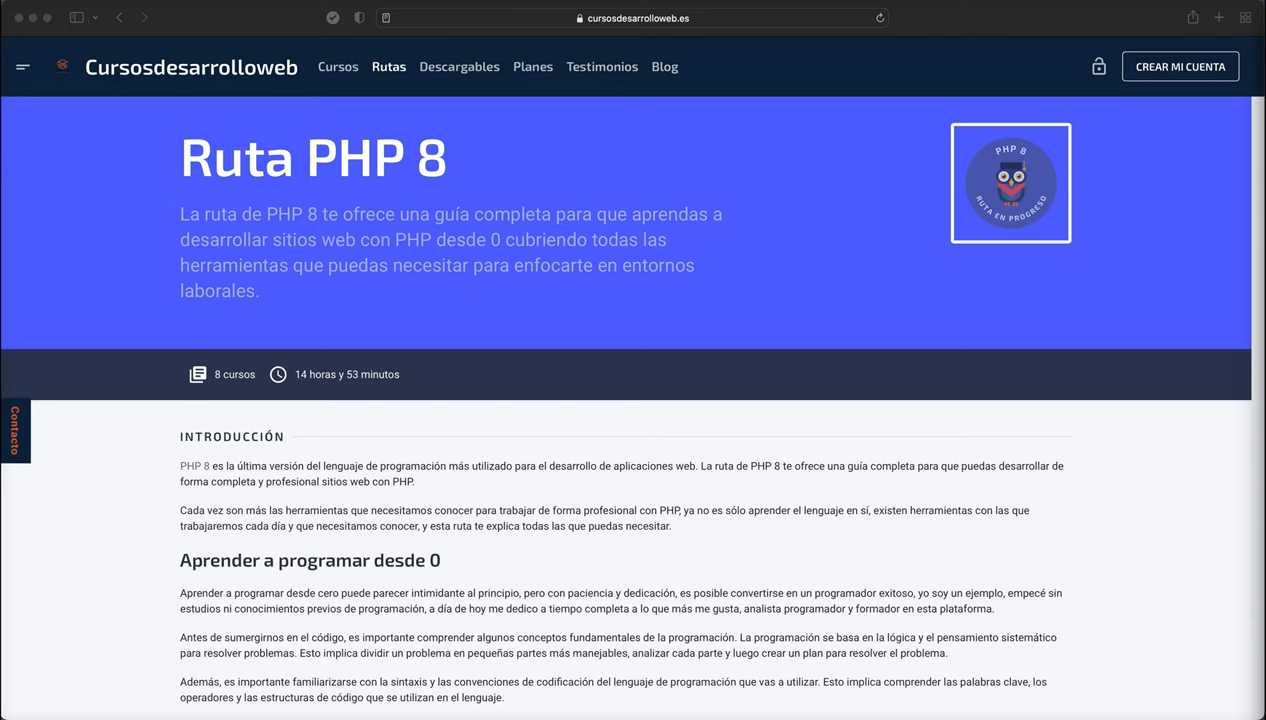 cursosdesarrolloweb.es
Cursosdesarrolloweb Cursos Rutas Descargables Planes Testimonios Blog CREAR MI CUENTA
Ruta PHP 8
PHP 8
RUTA EN PROGRESO
La ruta de PHP 8 te ofrece una guía completa para que aprendas a
desarrollar sitios web con PHP desde 0 cubriendo todas las
herramientas que puedas necesitar para enfocarte en entornos
laborales.
8 cursos 14 horas y 53 minutos
Contacto
INTRODUCCIÓN
PHP 8 es la última versión del lenguaje de programación más utilizado para el desarrollo de aplicaciones web. La ruta de PHP 8 te ofrece una guía completa para que puedas desarrollar de
forma completa y profesional sitios web con PHP.
Cada vez son más las herramientas que necesitamos conocer para trabajar de forma profesional con PHP, ya no es sólo aprender el lenguaje en sí, existen herramientas con las que
trabajaremos cada día y que necesitamos conocer, y esta ruta te explica todas las que puedas necesitar.
Aprender a programar desde 0
Aprender a programar desde cero puede parecer intimidante al principio, pero con paciencia y dedicación, es posible convertirse en un programador exitoso, yo soy un ejemplo, empecé sin
estudios ni conocimientos previos de programación, a día de hoy me dedico a tiempo completa a lo que más me gusta, analista programador y formador en esta plataforma.
Antes de sumergirnos en el código, es importante comprender algunos conceptos fundamentales de la programación. La programación se basa en la lógica y el pensamiento sistemático
para resolver problemas. Esto implica dividir un problema en pequeñas partes más manejables, analizar cada parte y luego crear un plan para resolver el problema.
Además, es importante familiarizarse con la sintaxis y las convenciones de codificación del lenguaje de programación que vas a utilizar. Esto implica comprender las palabras clave, los
operadores y las estructuras de código que se utilizan en el lenguaje.